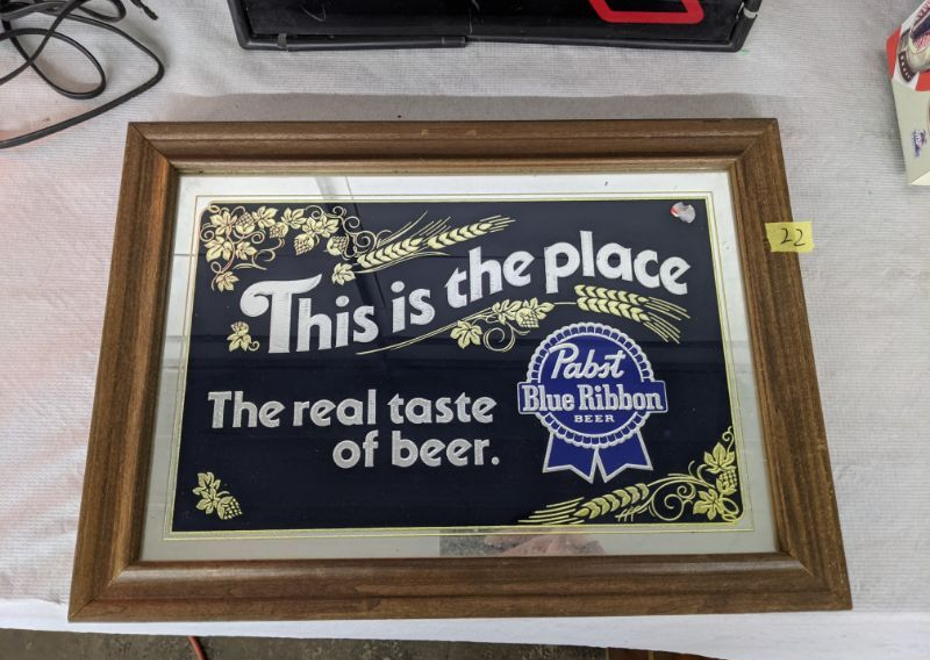 22
This is the place
Pabst
Blue Ribbon
BEER
The real taste
of beer.